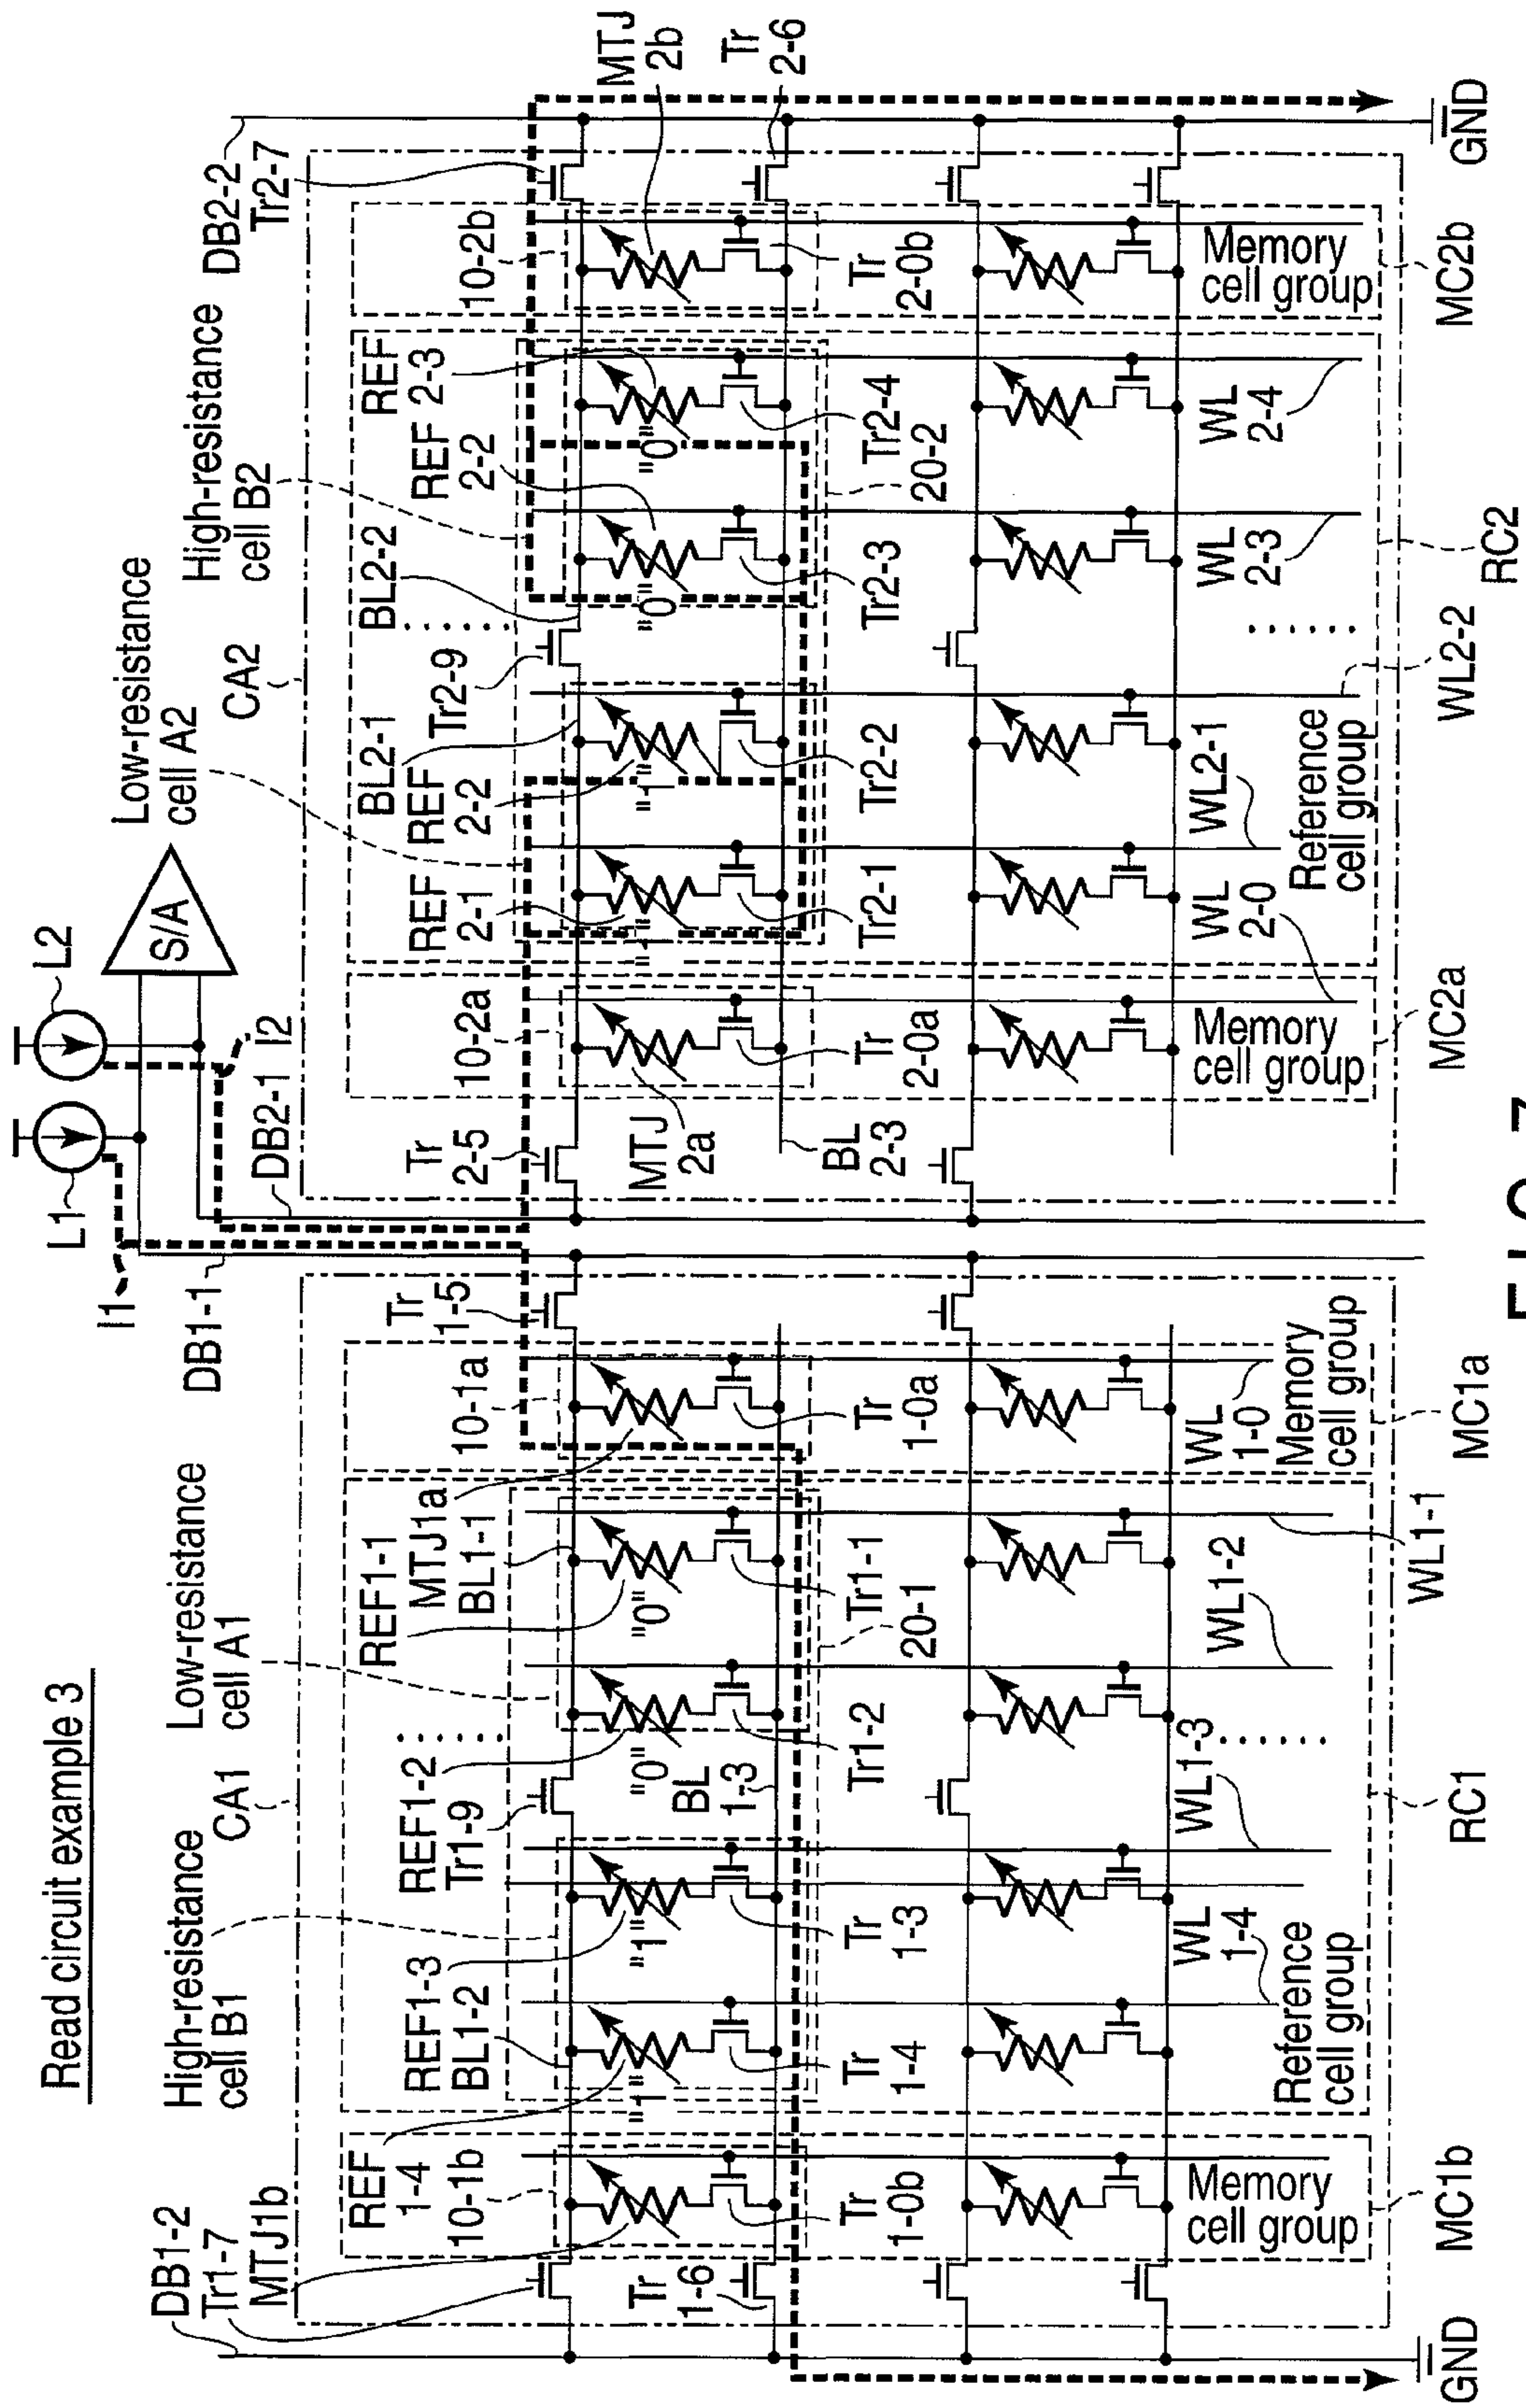 Read circuit example 3
L1
L2
I1
I2
S/A
DB1-1
DB2-1
DB1-2
Tr1-7
MTJ1b
REF
1-4
10-1b
High-resistance
cell B1
CA1
Low-resistance
cell A1
REF1-3
BL1-2
REF1-2
Tr1-9
REF1-1
MTJ1a
BL1-1
10-1a
Tr
1-5
Tr
2-5
10-2a
Low-resistance
cell A2
CA2
High-resistance
cell B2
REF
2-1
REF
2-2
BL2-1
Tr2-9
BL2-2
REF
2-2
REF
2-3
10-2b
DB2-2
Tr2-7
MTJ
2b
Tr
2-6
"1"
"1"
"0"
"0"
"1"
"1"
"0"
"0"
BL
1-3
MTJ
2a
Tr
1-6
Tr
1-0b
Tr
1-4
Tr
1-3
Tr1-2
Tr1-1
20-1
Tr
1-0a
BL
2-3
Tr
2-0a
Tr2-1
Tr2-2
Tr2-3
Tr2-4
20-2
Tr
2-0b
Memory
cell group
Reference
cell group
WL
1-4
WL1-3
WL1-2
WL
1-0
Memory
cell group
Memory
cell group
WL
2-0
WL2-1
Reference
cell group
WL
2-3
WL
2-4
Memory
cell group
GND
MC1b
RC1
WL1-1
MC1a
MC2a
WL2-2
RC2
MC2b
GND